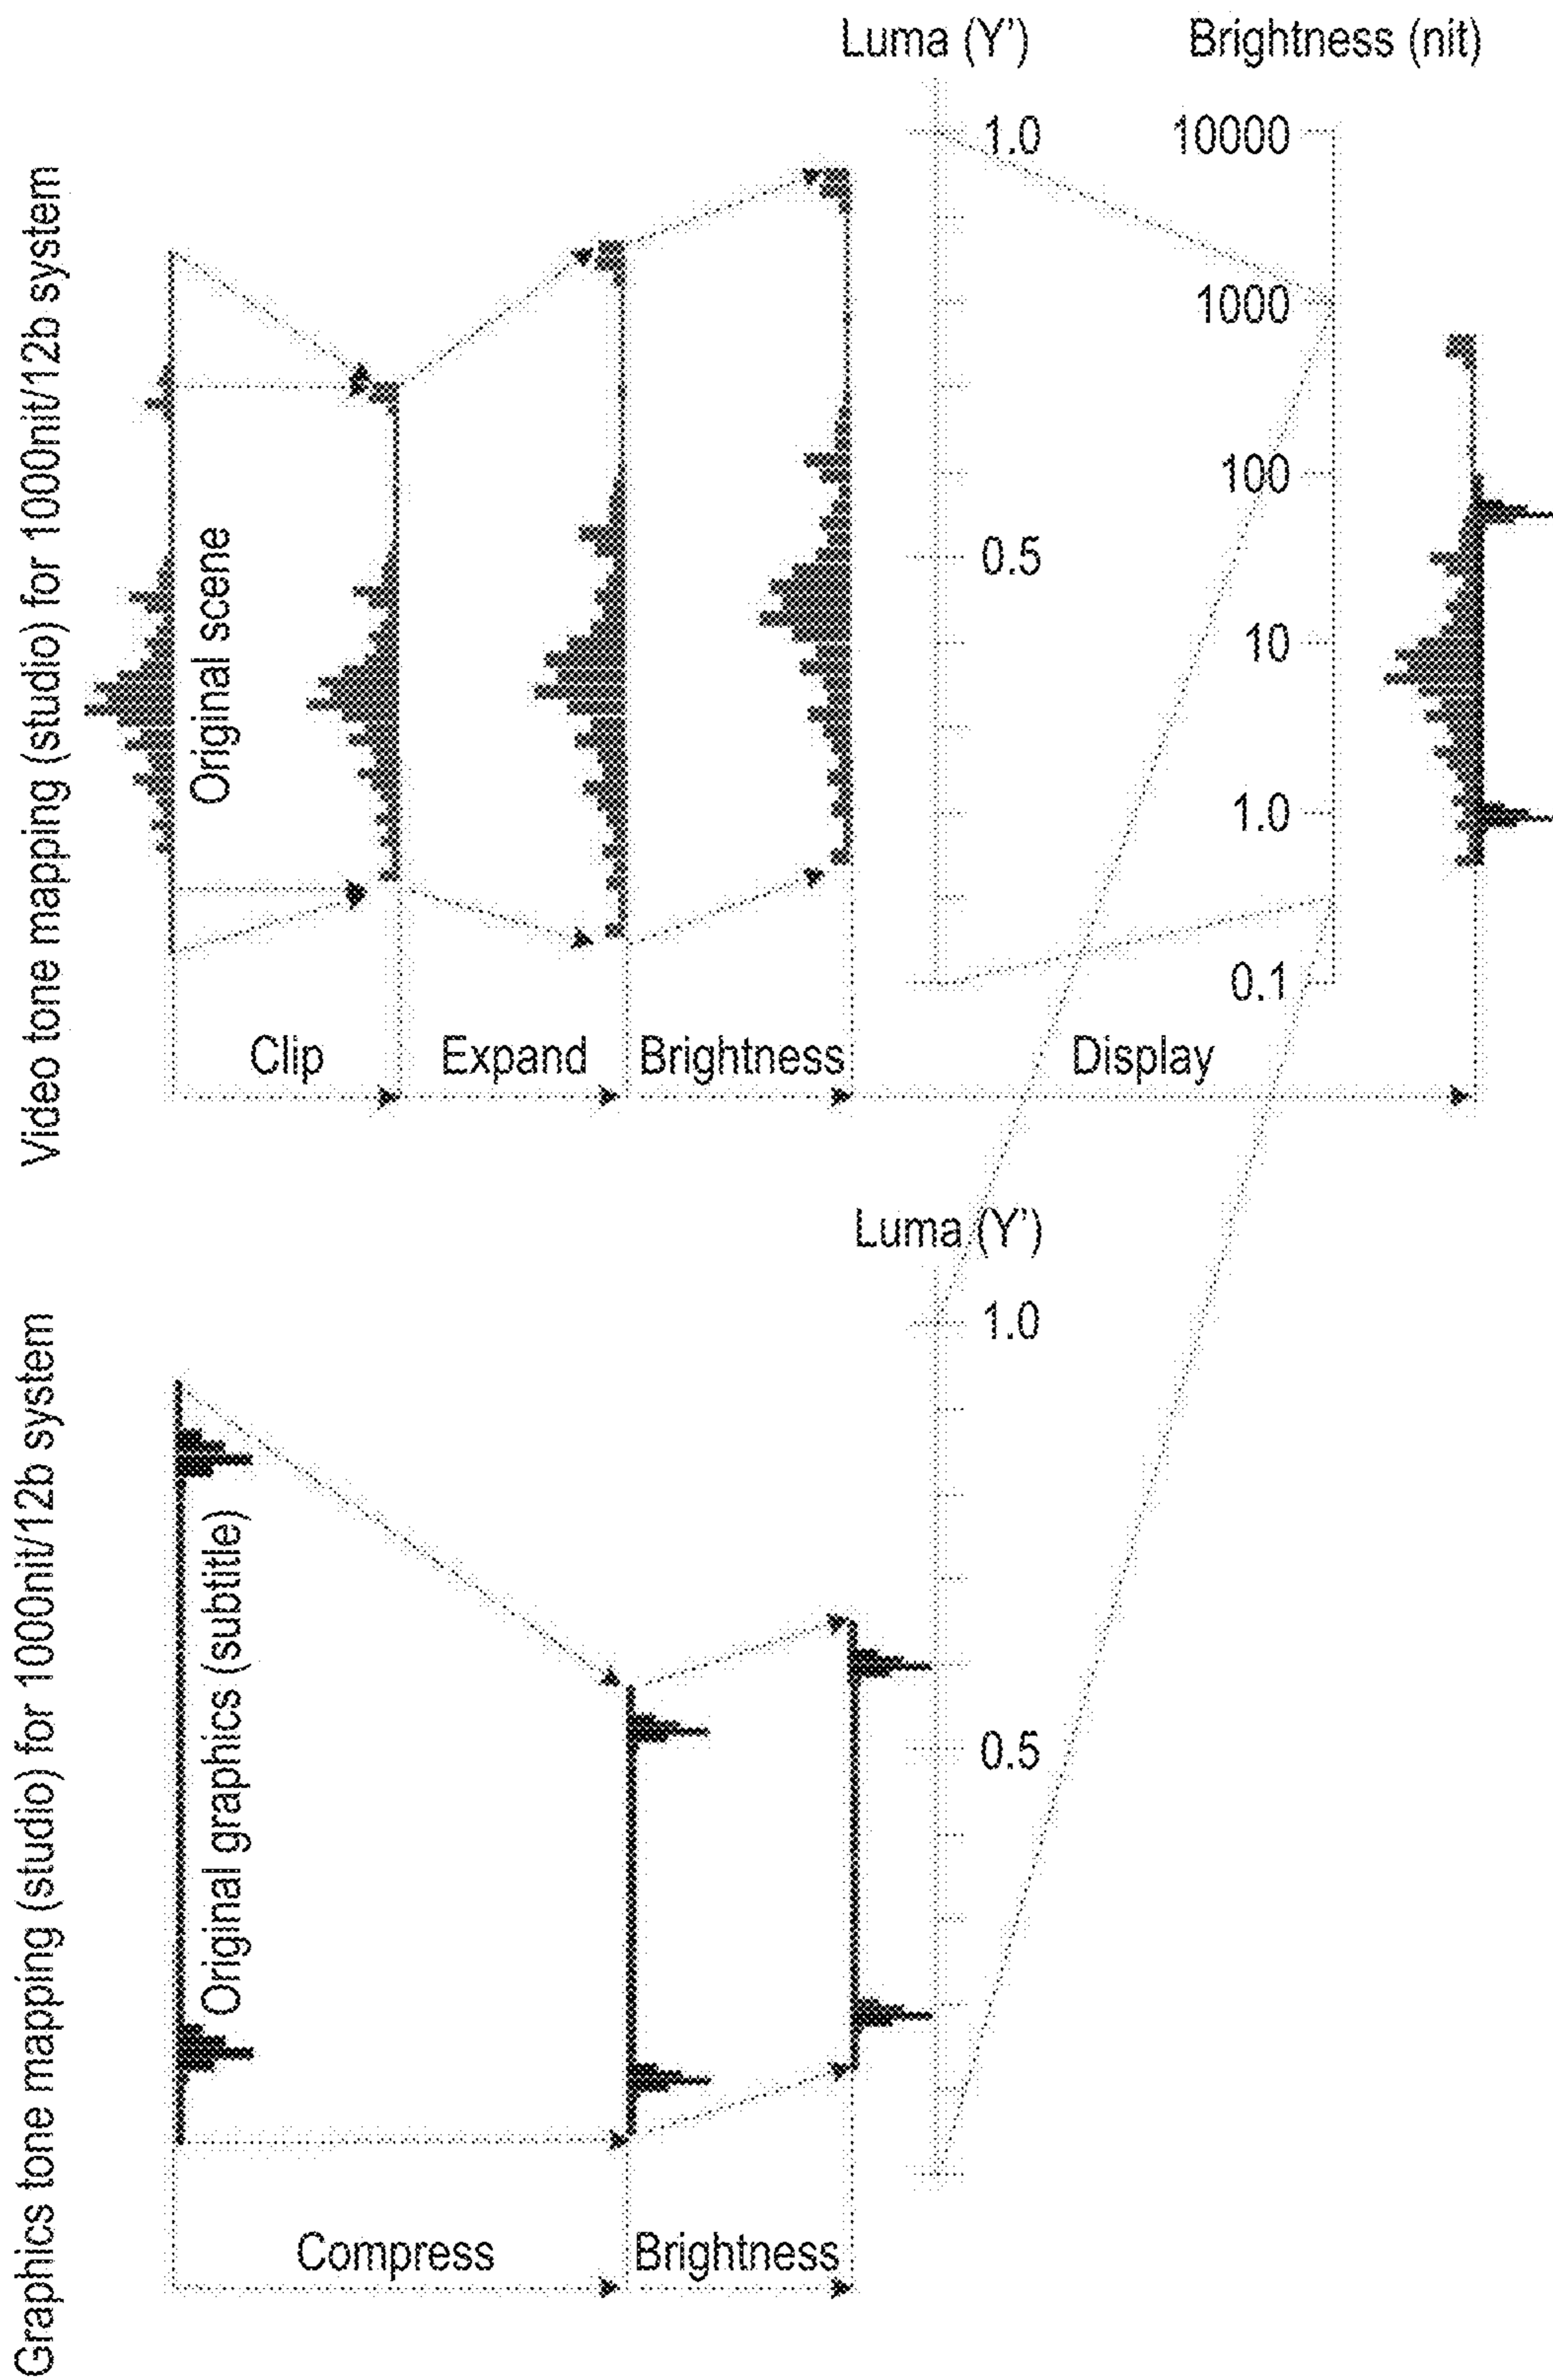 Video tone mapping (studio) for 1000nit/12b system
Original scene
Luma (Y')
Brightness (nit)
1.0
0.5
10000
1000
100
10
1.0
0.1
Clip
Expand
Brightness
Display
Graphics tone mapping (studio) for 1000nit/12b system
Original graphics (subtitle)
Luma (Y')
1.0
0.5
Compress
Brightness